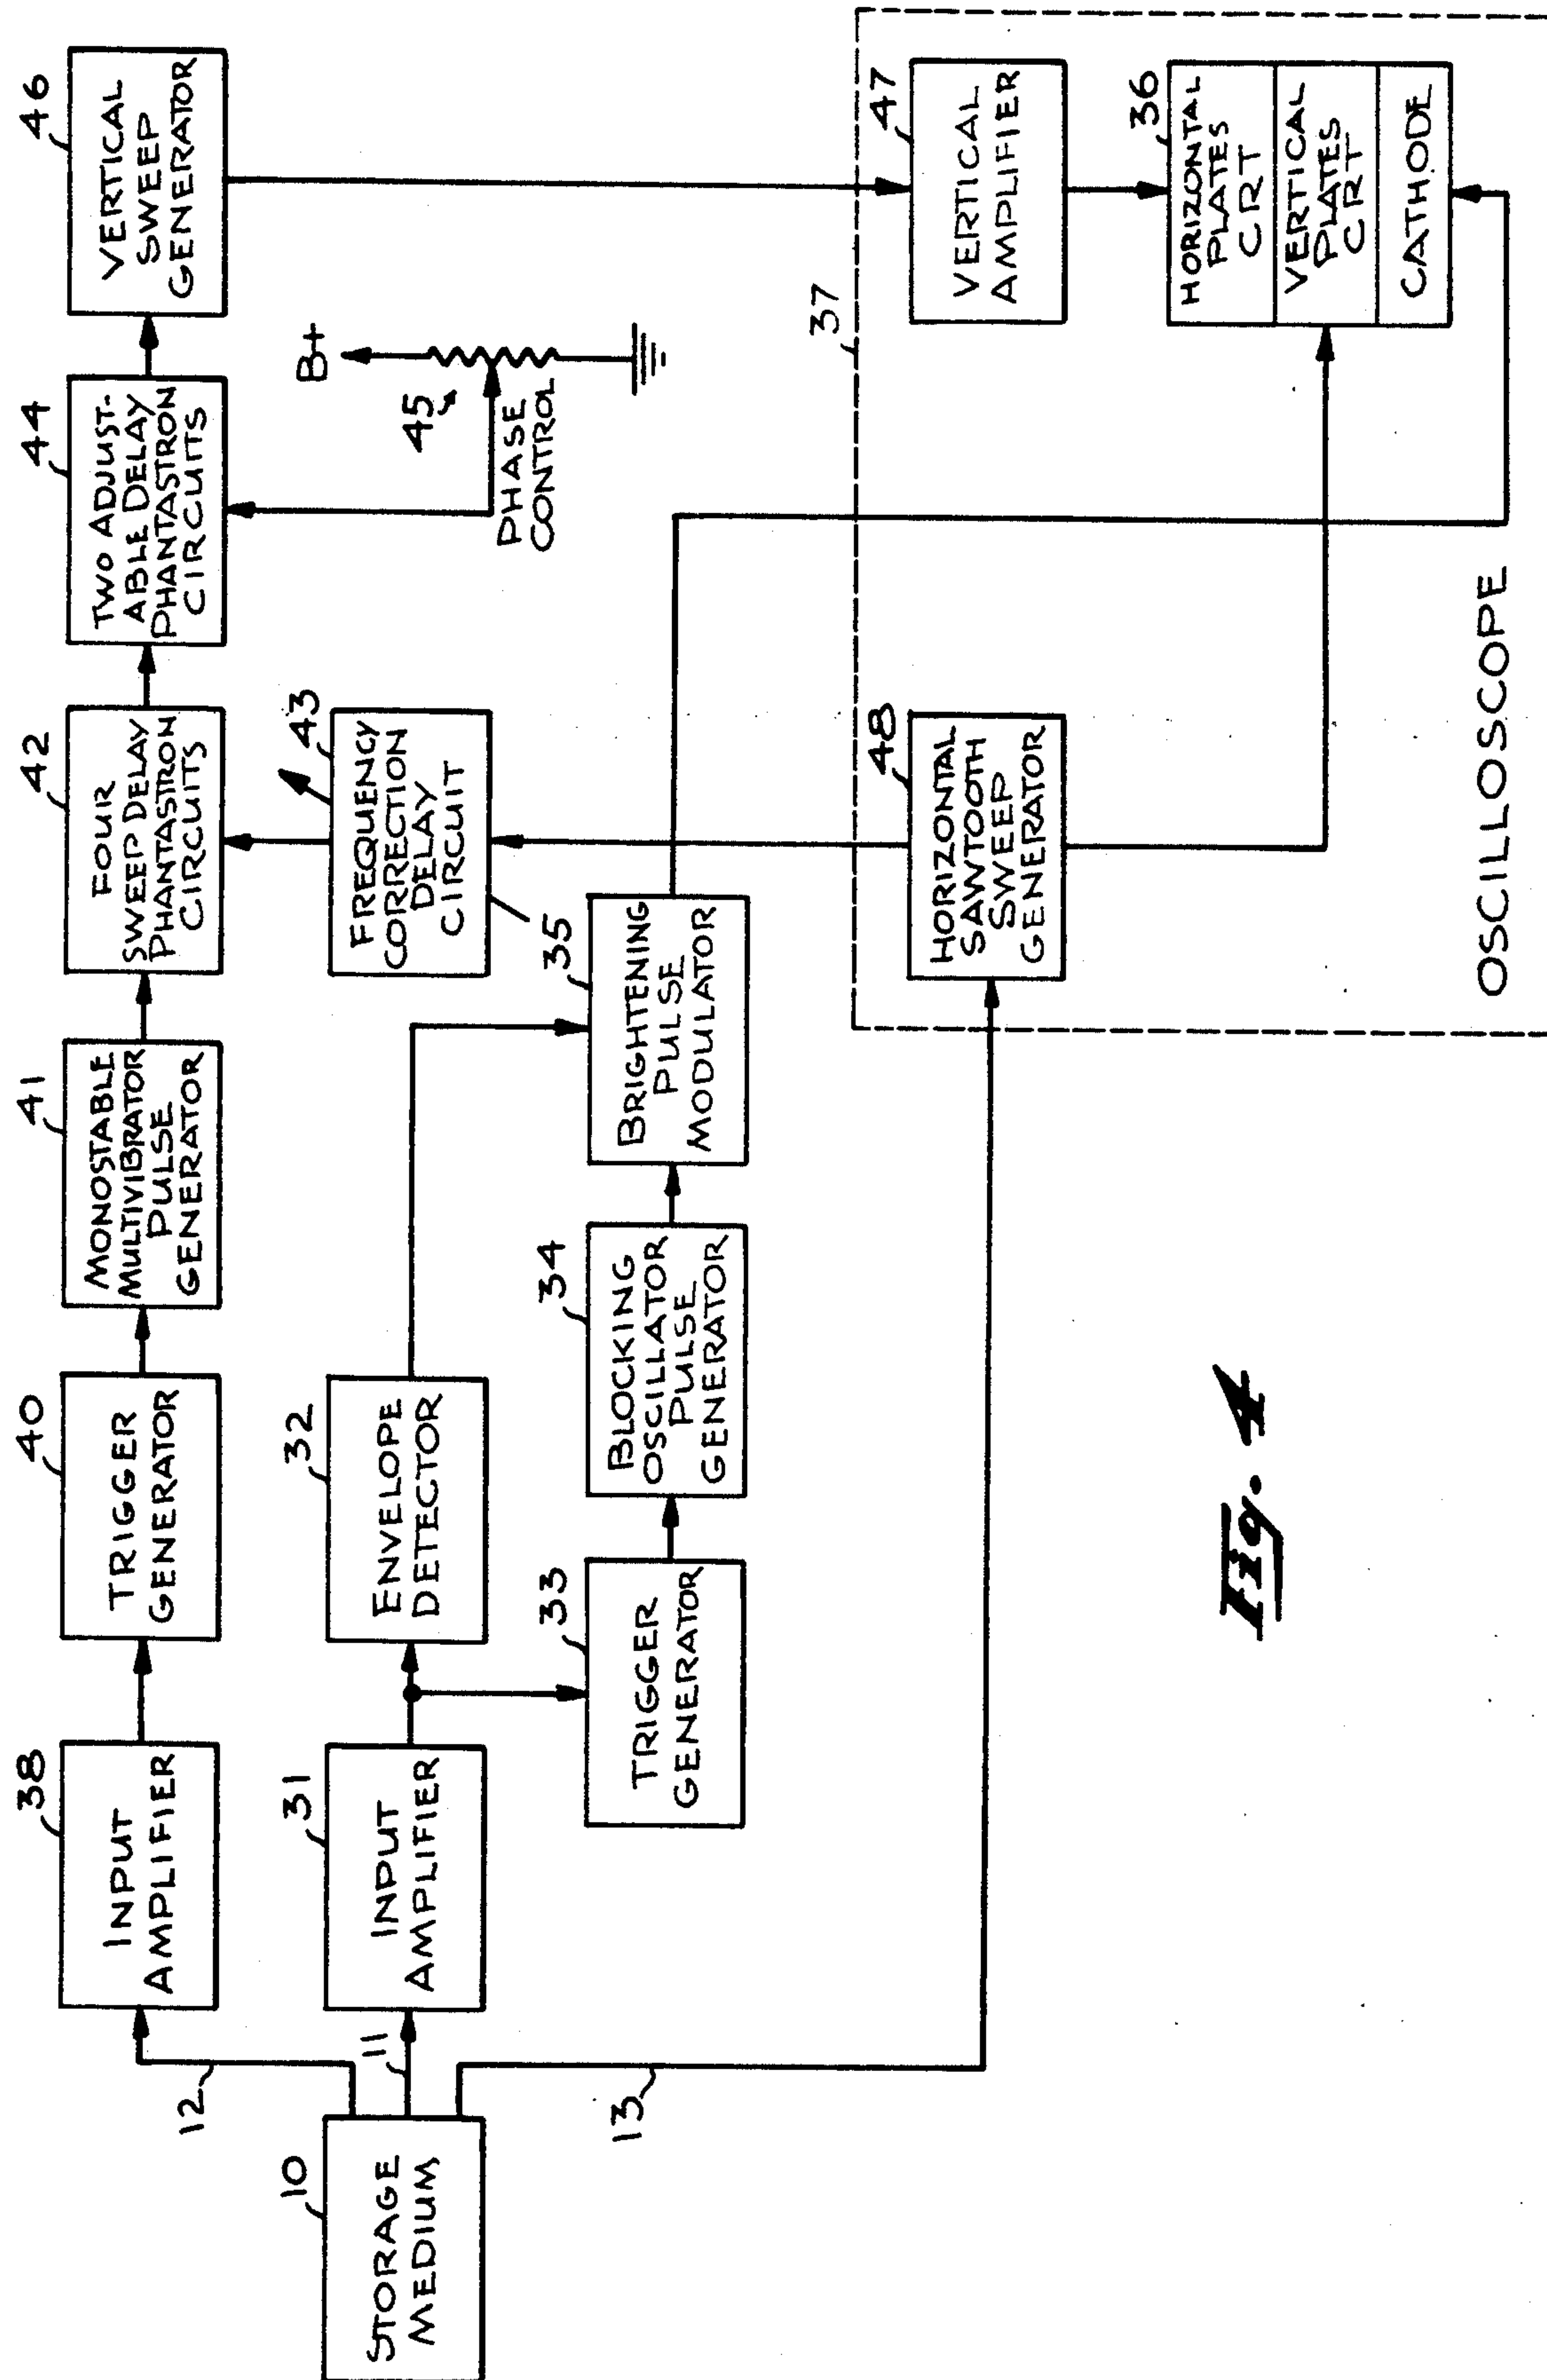 46
VERTICAL
SWEEP
GENERATOR
44
TWO ADJUST-
ABLE DELAY
PHANTASTRON
CIRCUITS
42
FOUR
SWEEP DELAY
PHANTASTRON
CIRCUITS
41
MONOSTABLE
MULTIVIBRATOR
PULSE
GENERATOR
40
TRIGGER
GENERATOR
38
INPUT
AMPLIFIER
12
B+
45
PHASE
CONTROL
43
FREQUENCY
CORRECTION
DELAY
CIRCUIT
32
ENVELOPE
DETECTOR
31
INPUT
AMPLIFIER
11
10
STORAGE
MEDIUM
13
35
BRIGHTENING
PULSE
MODULATOR
34
BLOCKING
OSCILLATOR
PULSE
GENERATOR
33
TRIGGER
GENERATOR
37
47
VERTICAL
AMPLIFIER
48
HORIZONTAL
SAWTOOTH
SWEEP
GENERATOR
36
HORIZONTAL
PLATES
CRT
VERTICAL
PLATES
CRT
CATHODE
OSCILLOSCOPE
Fig. 4